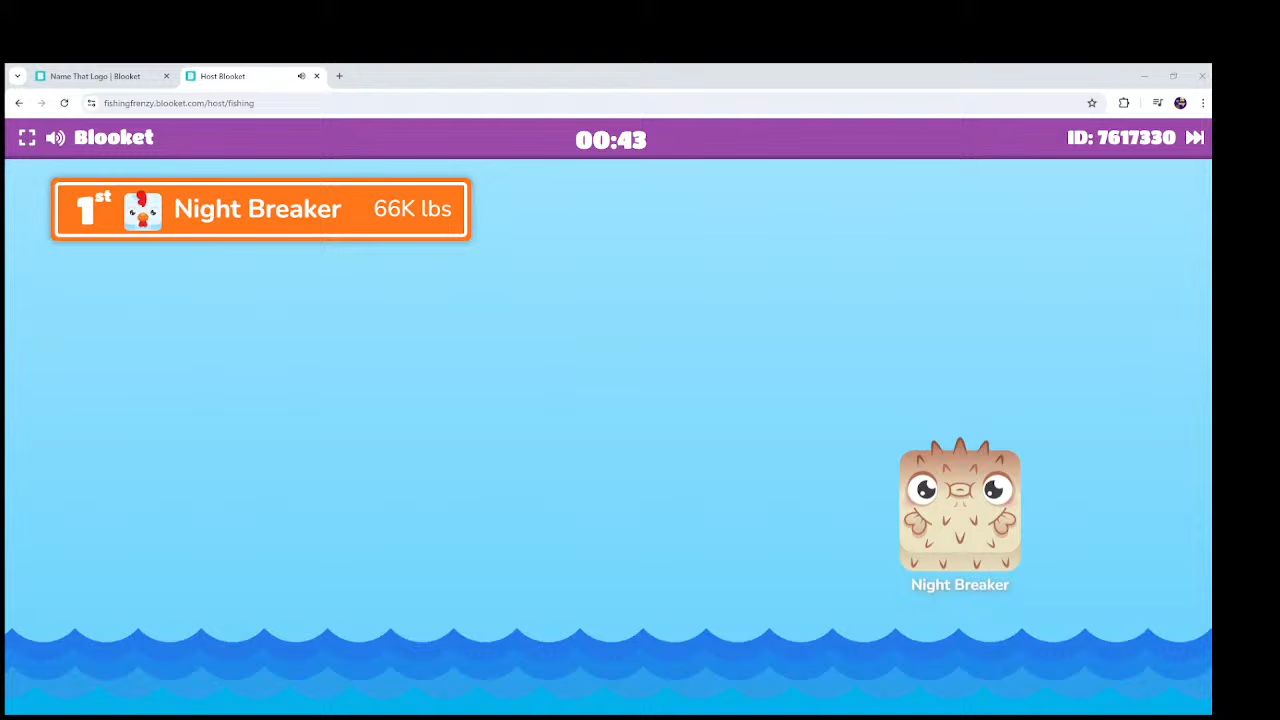 Name That Logo | Blooket
Host Blooket
fishingfrenzy.blooket.com/host/fishing
Blooket
00:43
ID: 7617330
1st
Night Breaker
66K lbs
Night Breaker